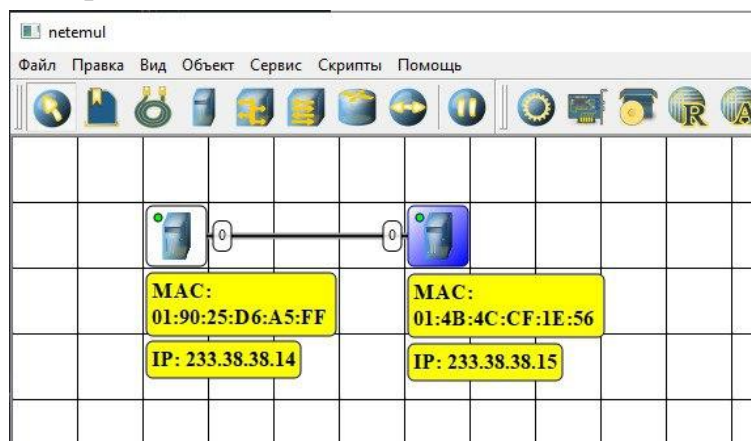 netemul
Файл Правка Вид Объект Сервис Скрипты Помощь
R A
0 0
MAC:
01:90:25:D6:A5:FF
IP: 233.38.38.14
MAC:
01:4B:4C:CF:1E:56
IP: 233.38.38.15